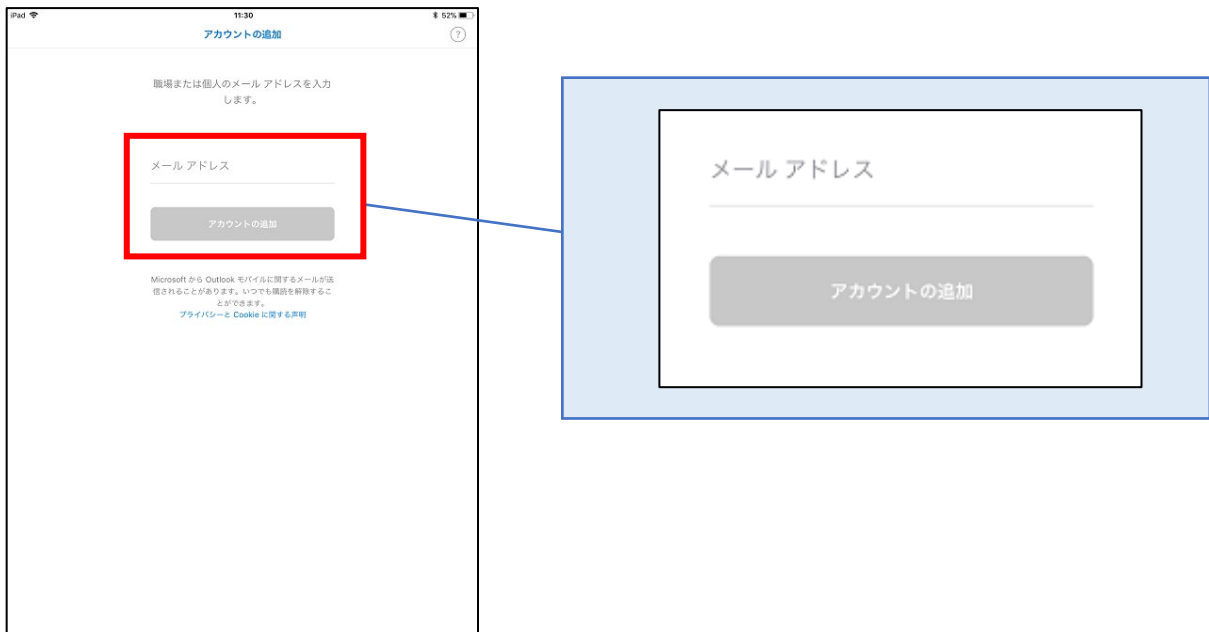 iPad 11:30 52%
アカウントの追加
?
職場または個人のメール アドレスを入力
します。
メール アドレス
アカウントの追加
Microsoft から Outlook モバイルに関するメールが送
信されることがあります。いつでも購読を解除するこ
とができます。
プライバシーと Cookie に関する声明
メール アドレス
アカウントの追加